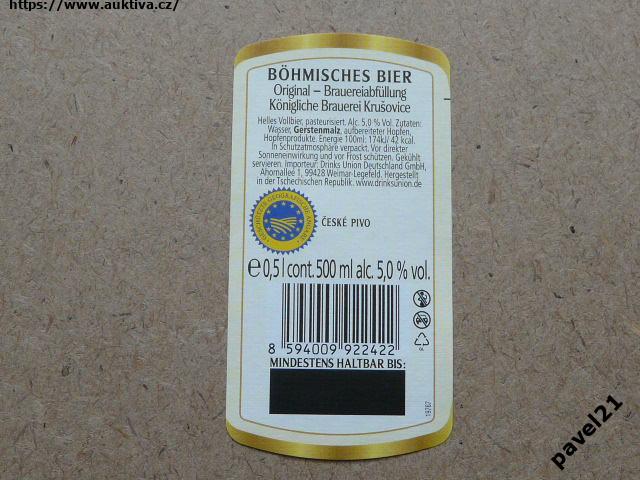 https://www.auktiva.cz/
BÖHMISCHES BIER
Original – Brauereiabfüllung
Königliche Brauerei Krušovice
Helles Vollbier, pasteurisiert. Alc. 5,0 % Vol. Zutaten:
Wasser, Gerstenmalz, aufbereiteter Hopfen,
Hopfenprodukte. Energie 100ml: 174kJ/ 42 kcal.
In Schutzatmosphäre verpackt. Vor direkter
Sonneneinwirkung und vor Frost schützen. Gekühlt
servieren. Importeur: Drinks Union Deutschland GmbH,
Ahornallee 1, 99428 Weimar-Legefeld. Hergestellt
in der Tschechischen Republik. www.drinksunion.de
GESCHÜTZTE GEOGRAFISCHE ANGABE
ČESKÉ PIVO
e 0,5 l cont. 500 ml alc. 5,0 % vol.
8 594009 922422
MINDESTENS HALTBAR BIS:
19767
pavel21